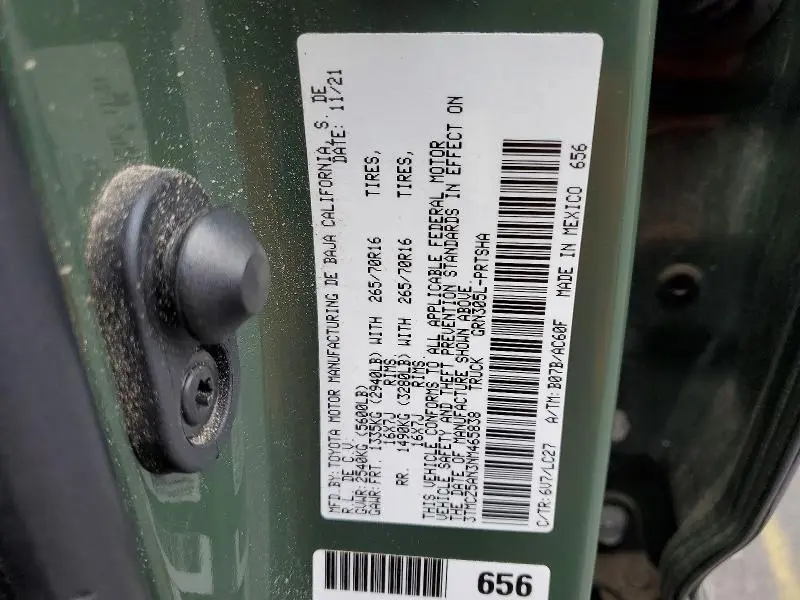 MFD.BY: TOYOTA MOTOR MANUFACTURING DE BAJA CALIFORNIA, S. DE
R.L. DE C.V. DATE: 11/21
GVWR: 2540KG (5600LB)
GAWR: FRT. 1335KG (2940LB) WITH 265/70R16 TIRES,
16X7J RIMS,
RR. 1490KG (3280LB) WITH 265/70R16 TIRES,
16X7J RIMS.
THIS VEHICLE CONFORMS TO ALL APPLICABLE FEDERAL MOTOR
VEHICLE SAFETY AND THEFT PREVENTION STANDARDS IN EFFECT ON
THE DATE OF MANUFACTURE SHOWN ABOVE.
3TMCZ5AN3NM465838 TRUCK GRN305L-PRTSHA
C/TR: 6V7/LC27 A/TM: B07B/AC60F MADE IN MEXICO 656
656